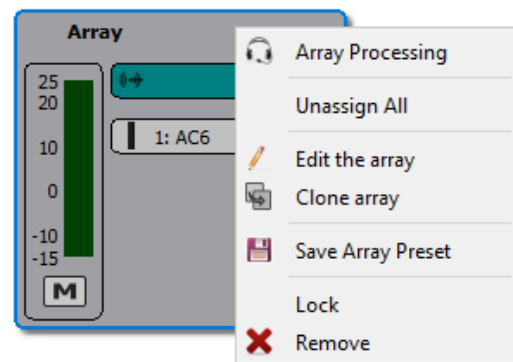 Array
25
20
10
0
-10
-15
M
1: AC6
Array Processing
Unassign All
Edit the array
Clone array
Save Array Preset
Lock
Remove